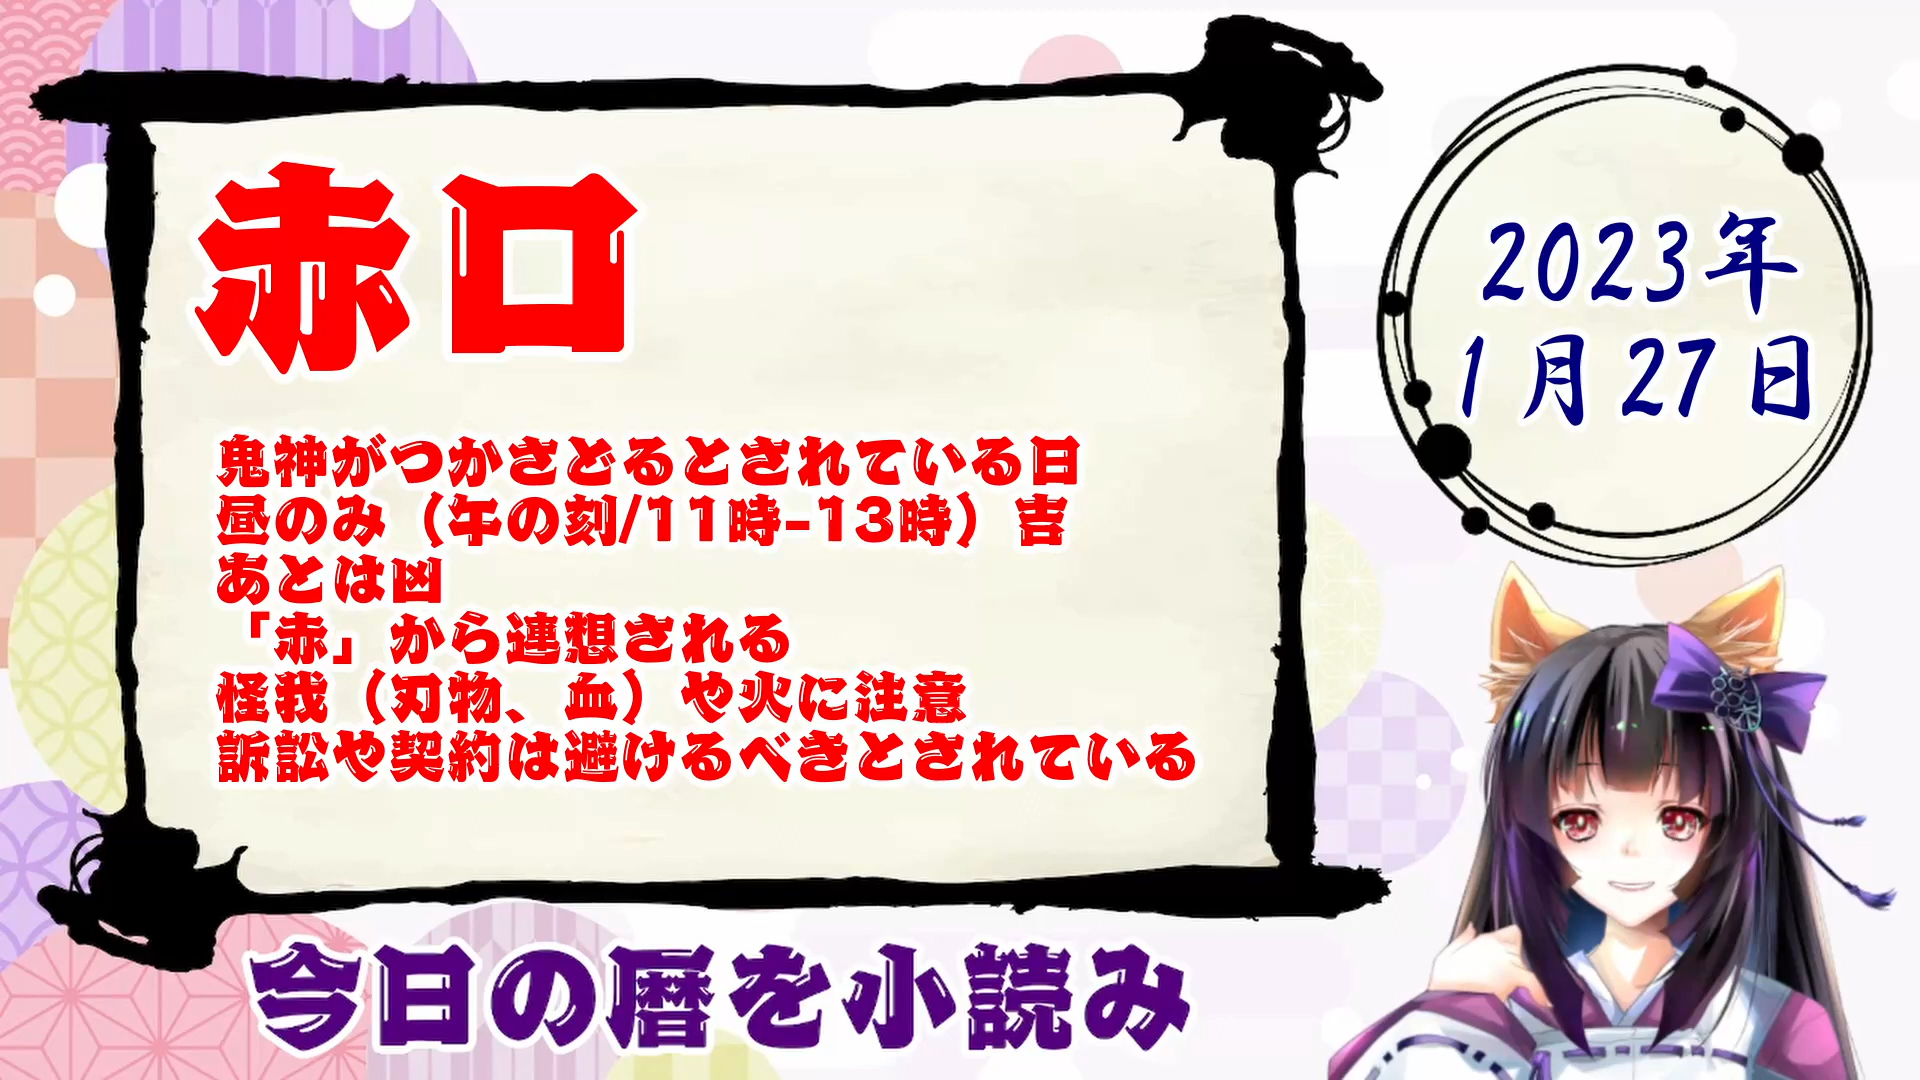 赤口
鬼神がつかさどるとされている日
昼のみ（午の刻/11時-13時）吉
あとは凶
「赤」から連想される
怪我（刃物、血）や火に注意
訴訟や契約は避けるべきとされている
2023年
1月27日
今日の暦を小読み